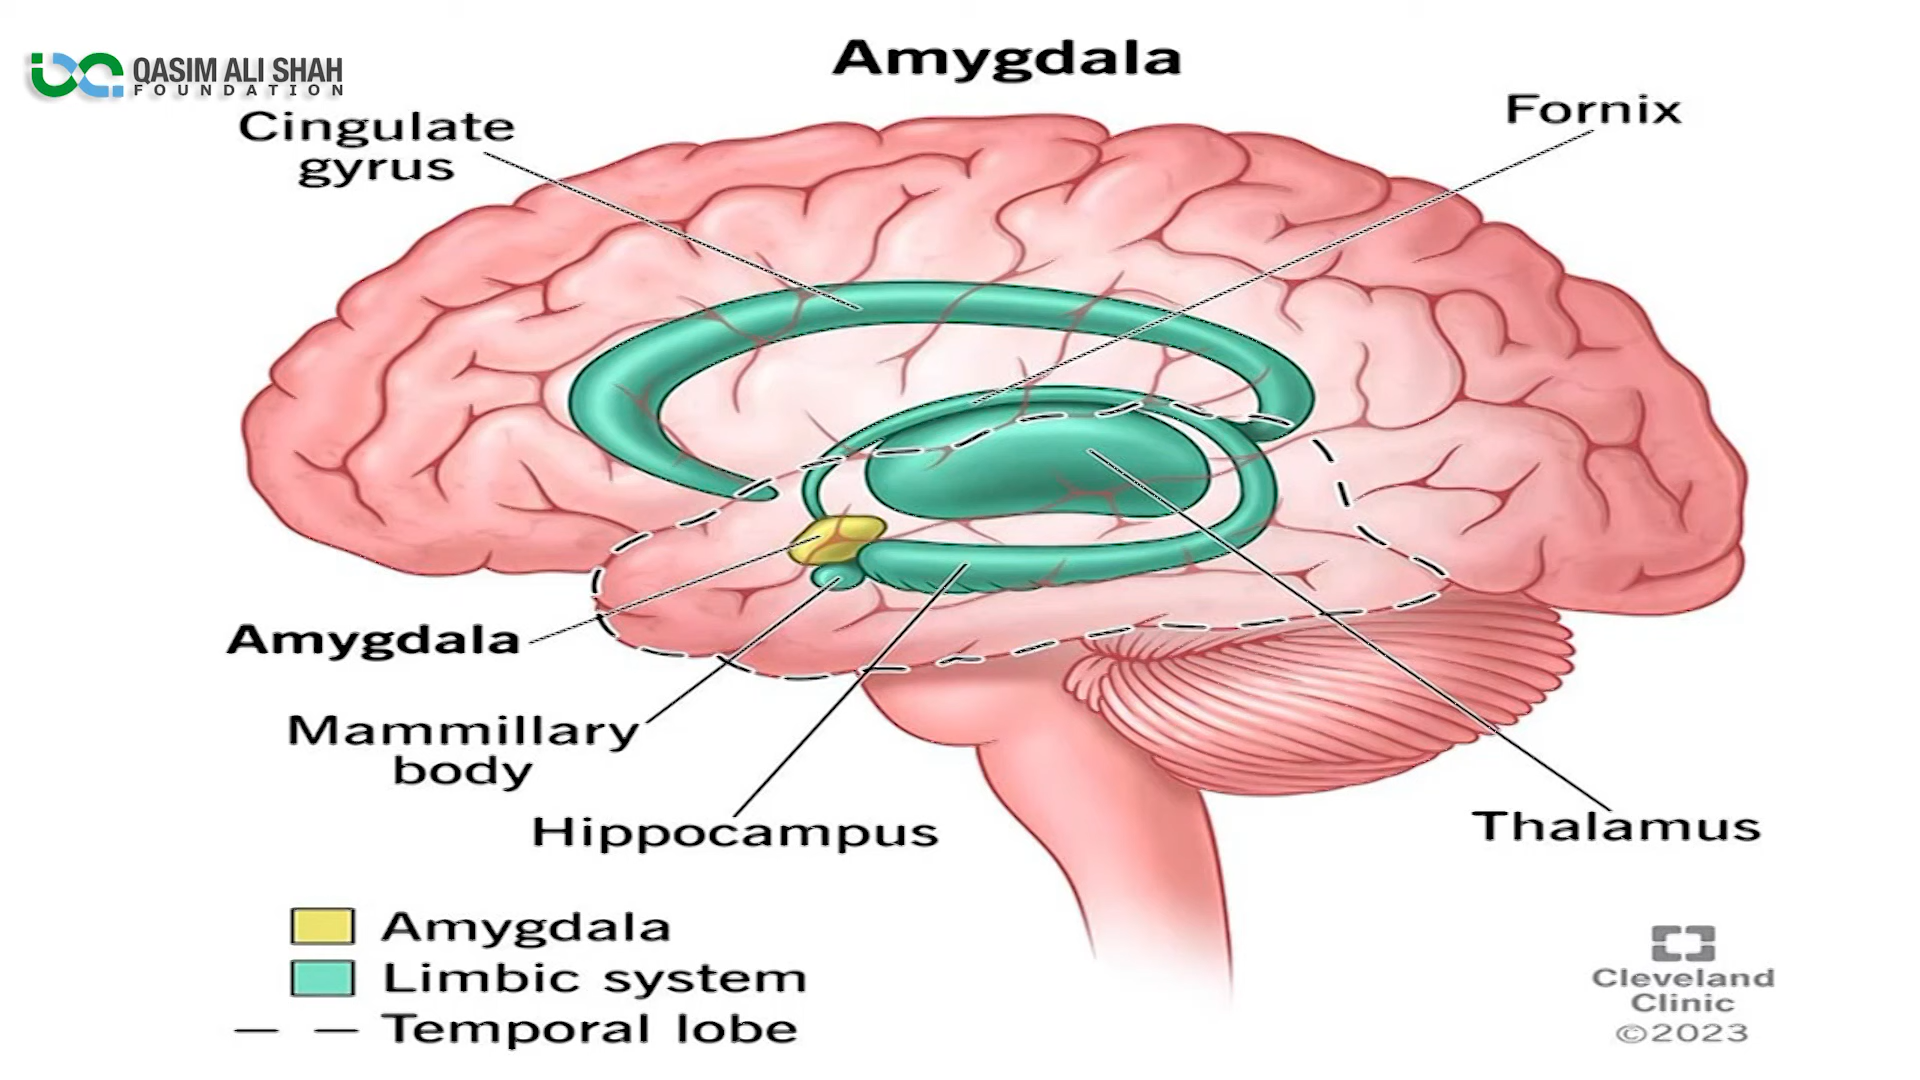 Amygdala
QASIM ALI SHAH
FOUNDATION
Cingulate
gyrus
Fornix
Amygdala
Mammillary
body
Hippocampus
Thalamus
Amygdala
Limbic system
Temporal lobe
Cleveland
Clinic
©2023